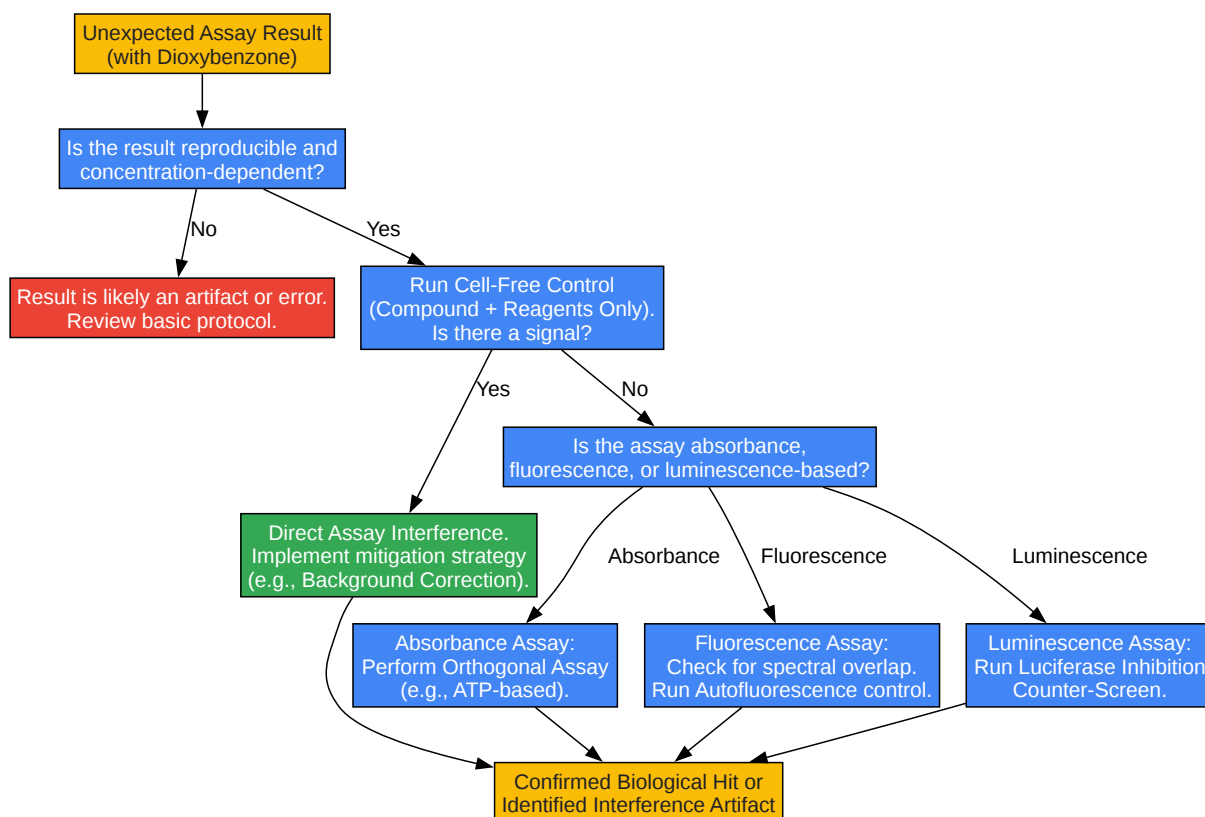 Unexpected Assay Result
(with Dioxybenzone)
Is the result reproducible and
concentration-dependent?
No
Yes
Result is likely an artifact or error.
Review basic protocol.
Run Cell-Free Control
(Compound + Reagents Only).
Is there a signal?
Yes
No
Is the assay absorbance,
fluorescence, or luminescence-based?
Direct Assay Interference.
Implement mitigation strategy
(e.g., Background Correction).
Absorbance
Fluorescence
Luminescence
Absorbance Assay:
Perform Orthogonal Assay
(e.g., ATP-based).
Fluorescence Assay:
Check for spectral overlap.
Run Autofluorescence control.
Luminescence Assay:
Run Luciferase Inhibition
Counter-Screen.
Confirmed Biological Hit or
Identified Interference Artifact